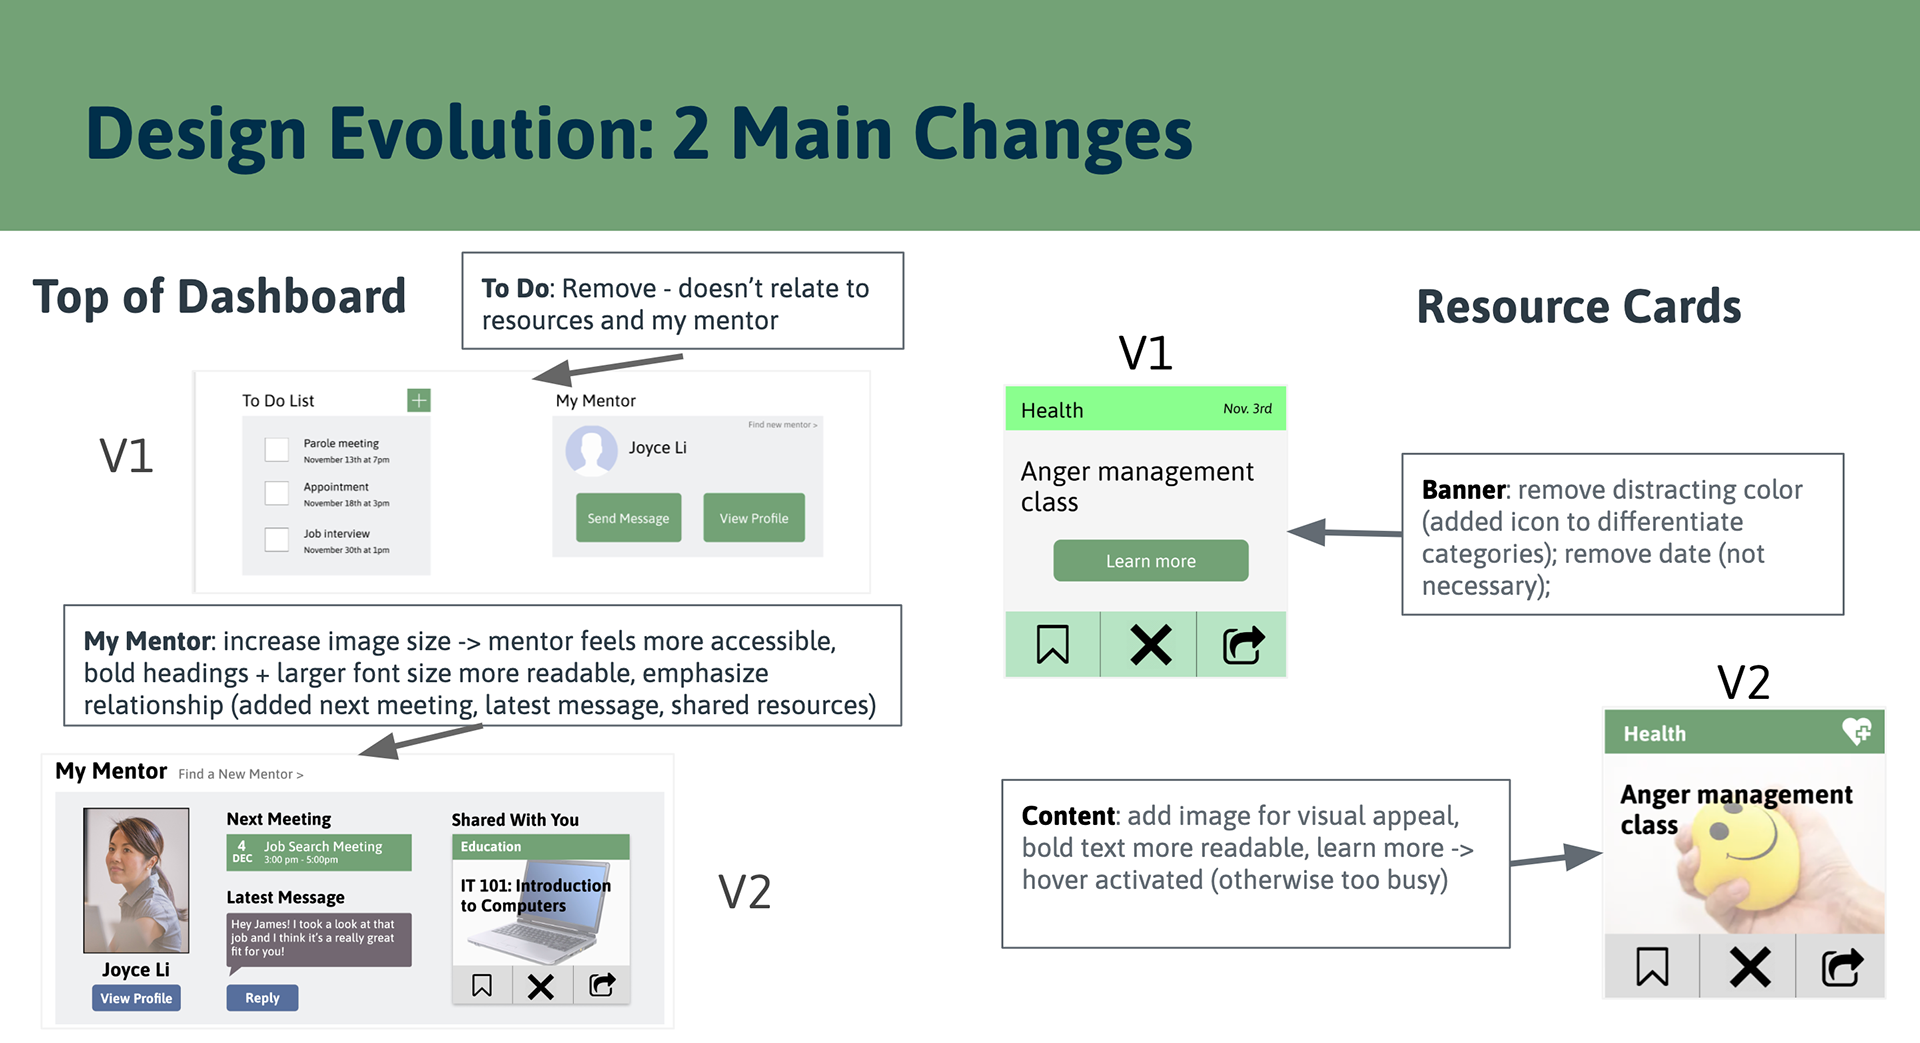 Design Evolution: 2 Main Changes
Top of Dashboard
To Do: Remove - doesn’t relate to
resources and my mentor
V1
To Do List
Parole meeting
November 13th at 7pm
Appointment
November 18th at 3pm
Job interview
November 30th at 1pm
My Mentor
Find new mentor >
Joyce Li
Send Message
View Profile
My Mentor: increase image size -> mentor feels more accessible,
bold headings + larger font size more readable, emphasize
relationship (added next meeting, latest message, shared resources)
My Mentor Find a New Mentor >
Joyce Li
View Profile
Next Meeting
4
DEC
Job Search Meeting
3:00 pm - 5:00pm
Latest Message
Hey James! I took a look at that
job and I think it’s a really great
fit for you!
Reply
Shared With You
Education
IT 101: Introduction
to Computers
V2
Resource Cards
V1
Health
Nov. 3rd
Anger management
class
Learn more
Banner: remove distracting color
(added icon to differentiate
categories); remove date (not
necessary);
Content: add image for visual appeal,
bold text more readable, learn more ->
hover activated (otherwise too busy)
V2
Health
Anger management
class